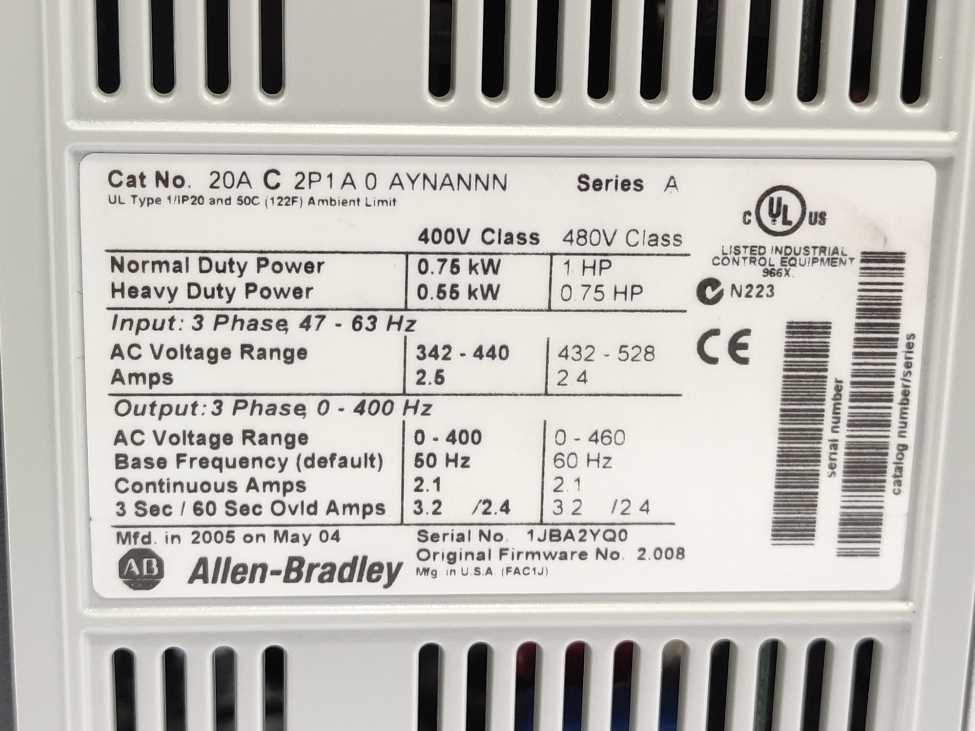 Cat No. 20A C 2P1A 0 AYNANNN Series A
UL Type 1/IP20 and 50C (122F) Ambient Limit
400V Class 480V Class
Normal Duty Power 0.75 kW 1 HP
Heavy Duty Power 0.55 kW 0.75 HP
Input: 3 Phase, 47 - 63 Hz
AC Voltage Range 342 - 440 432 - 528
Amps 2.5 2.4
Output: 3 Phase, 0 - 400 Hz
AC Voltage Range 0 - 400 0 - 460
Base Frequency (default) 50 Hz 60 Hz
Continuous Amps 2.1 2.1
3 Sec / 60 Sec Ovld Amps 3.2 /2.4 3.2 /2.4
Mfd. in 2005 on May 04 Serial No. 1JBA2YQ0
Original Firmware No. 2.008
AB Allen-Bradley Mfg. in U.S.A. (FAC1J)
C UL US
LISTED INDUSTRIAL
CONTROL EQUIPMENT
966X
N223
CE
serial number
catalog number/series